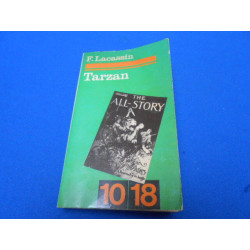 F. Lacassin
Tarzan
THE
ALL-STORY
10 18